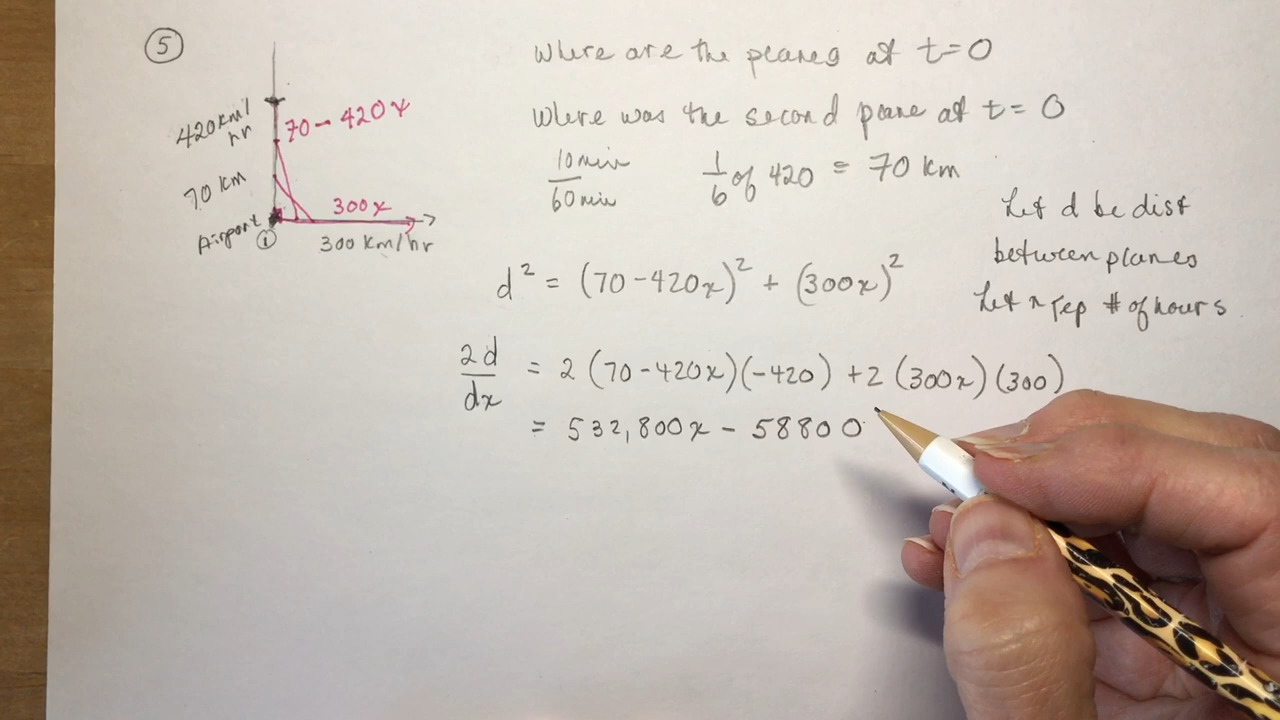 ⑤
where are the planes at t=0
420km/hr
70 - 420x
Where was the second plane at t=0
10 min / 60 min
1/6 of 420 = 70 km
70 km
300x
Airport
①
300 km/hr
Let d be dist
between planes
Let x rep # of hours
d² = (70-420x)² + (300x)²
2d/dx = 2(70-420x)(-420) +2(300x)(300)
= 532,800x - 58800